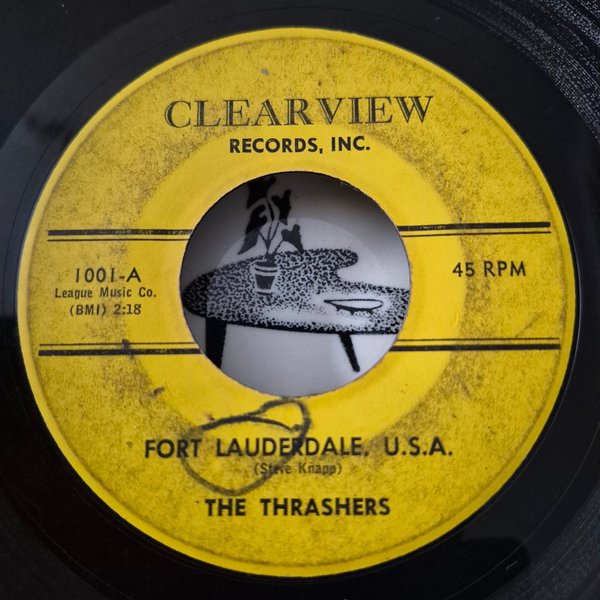 CLEARVIEW
RECORDS, INC.
1001-A
League Music Co.
(BMI) 2:18
45 RPM
FORT LAUDERDALE, U.S.A.
(Steve Knapp)
THE THRASHERS